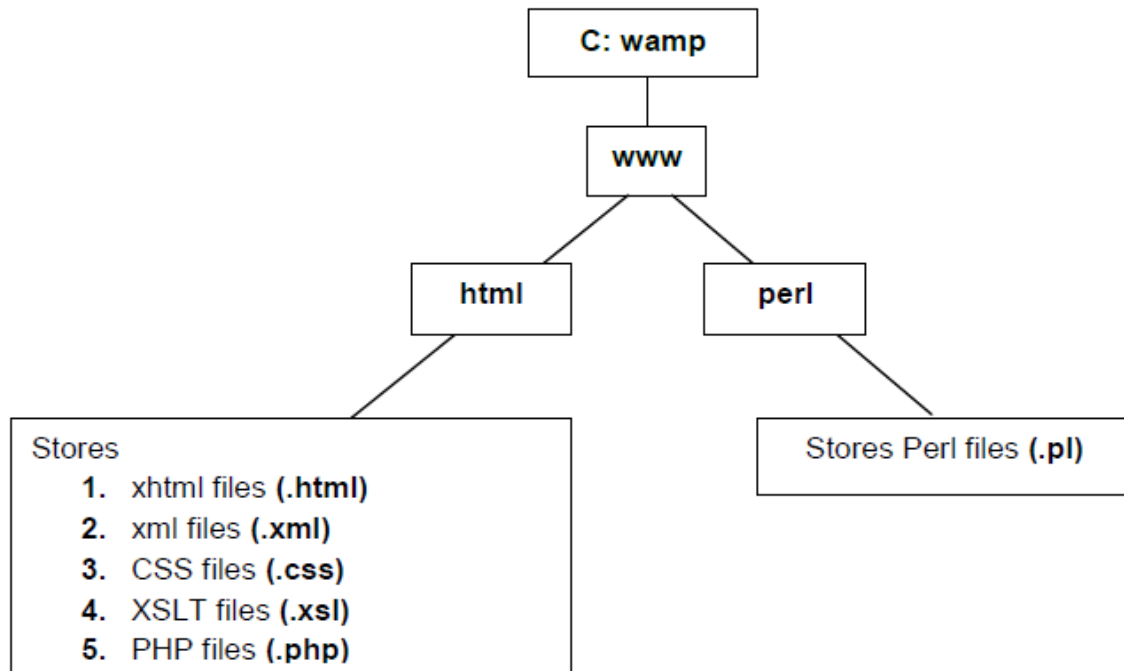 C: wamp
www
html
perl
Stores
1. xhtml files (.html)
2. xml files (.xml)
3. CSS files (.css)
4. XSLT files (.xsl)
5. PHP files (.php)
Stores Perl files (.pl)